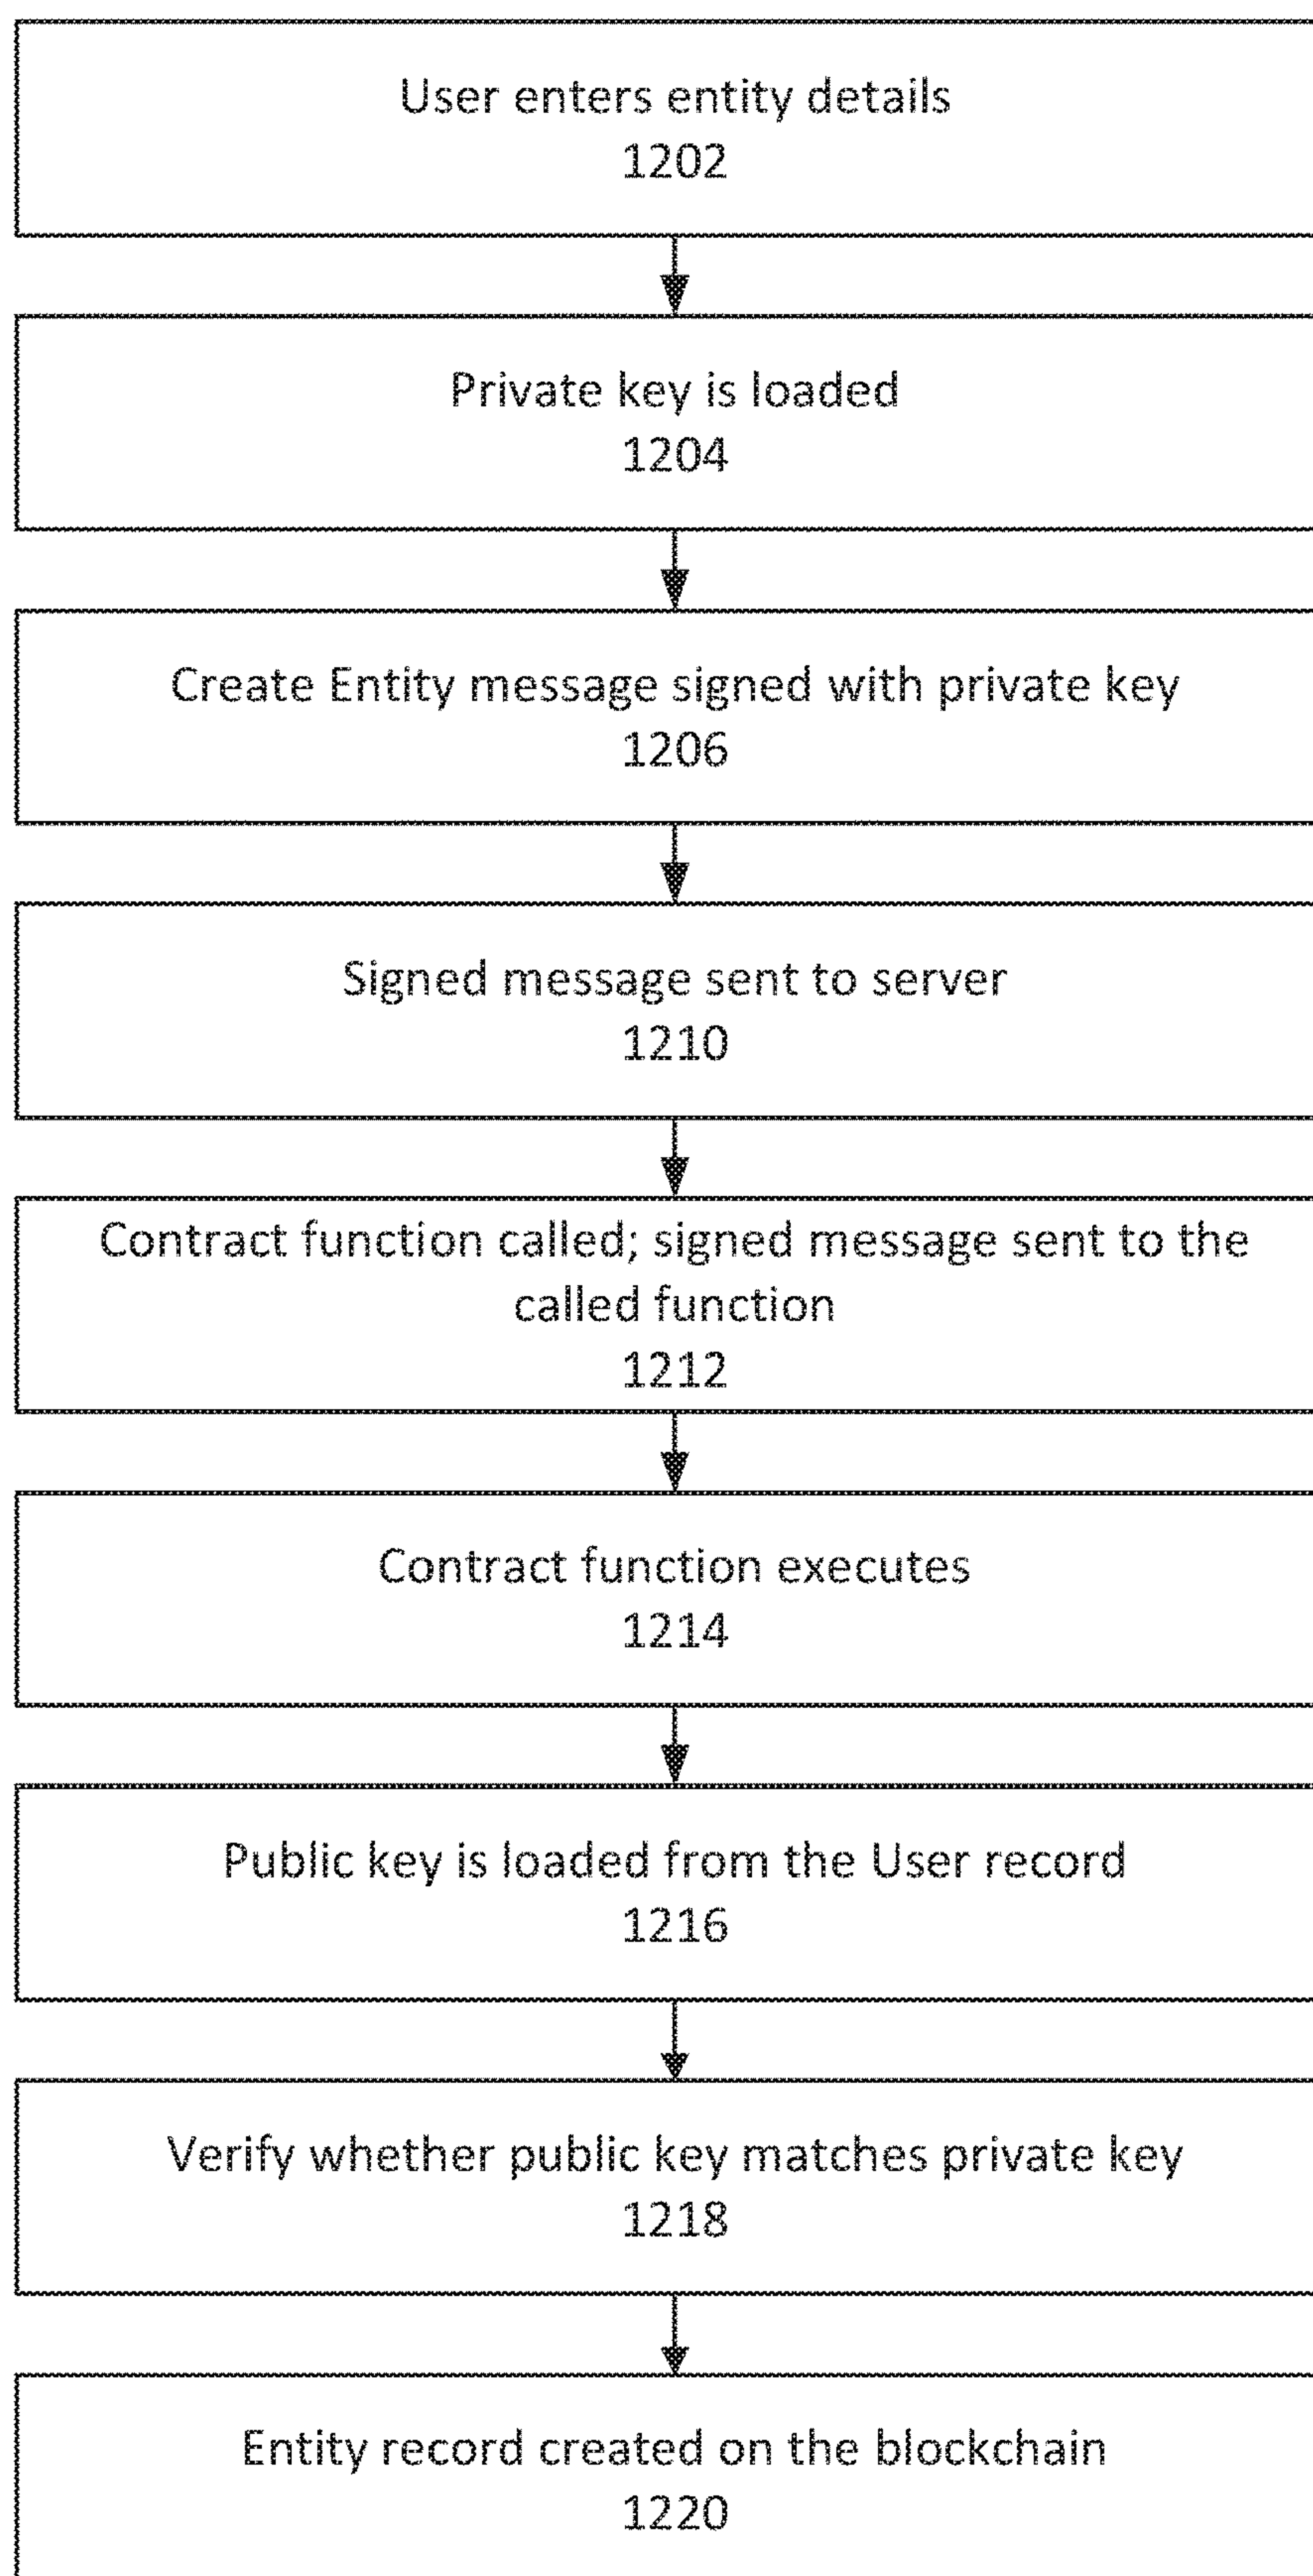 User enters entity details
1202
Private key is loaded
1204
Create Entity message signed with private key
1206
Signed message sent to server
1210
Contract function called; signed message sent to the
called function
1212
Contract function executes
1214
Public key is loaded from the User record
1216
Verify whether public key matches private key
1218
Entity record created on the blockchain
1220